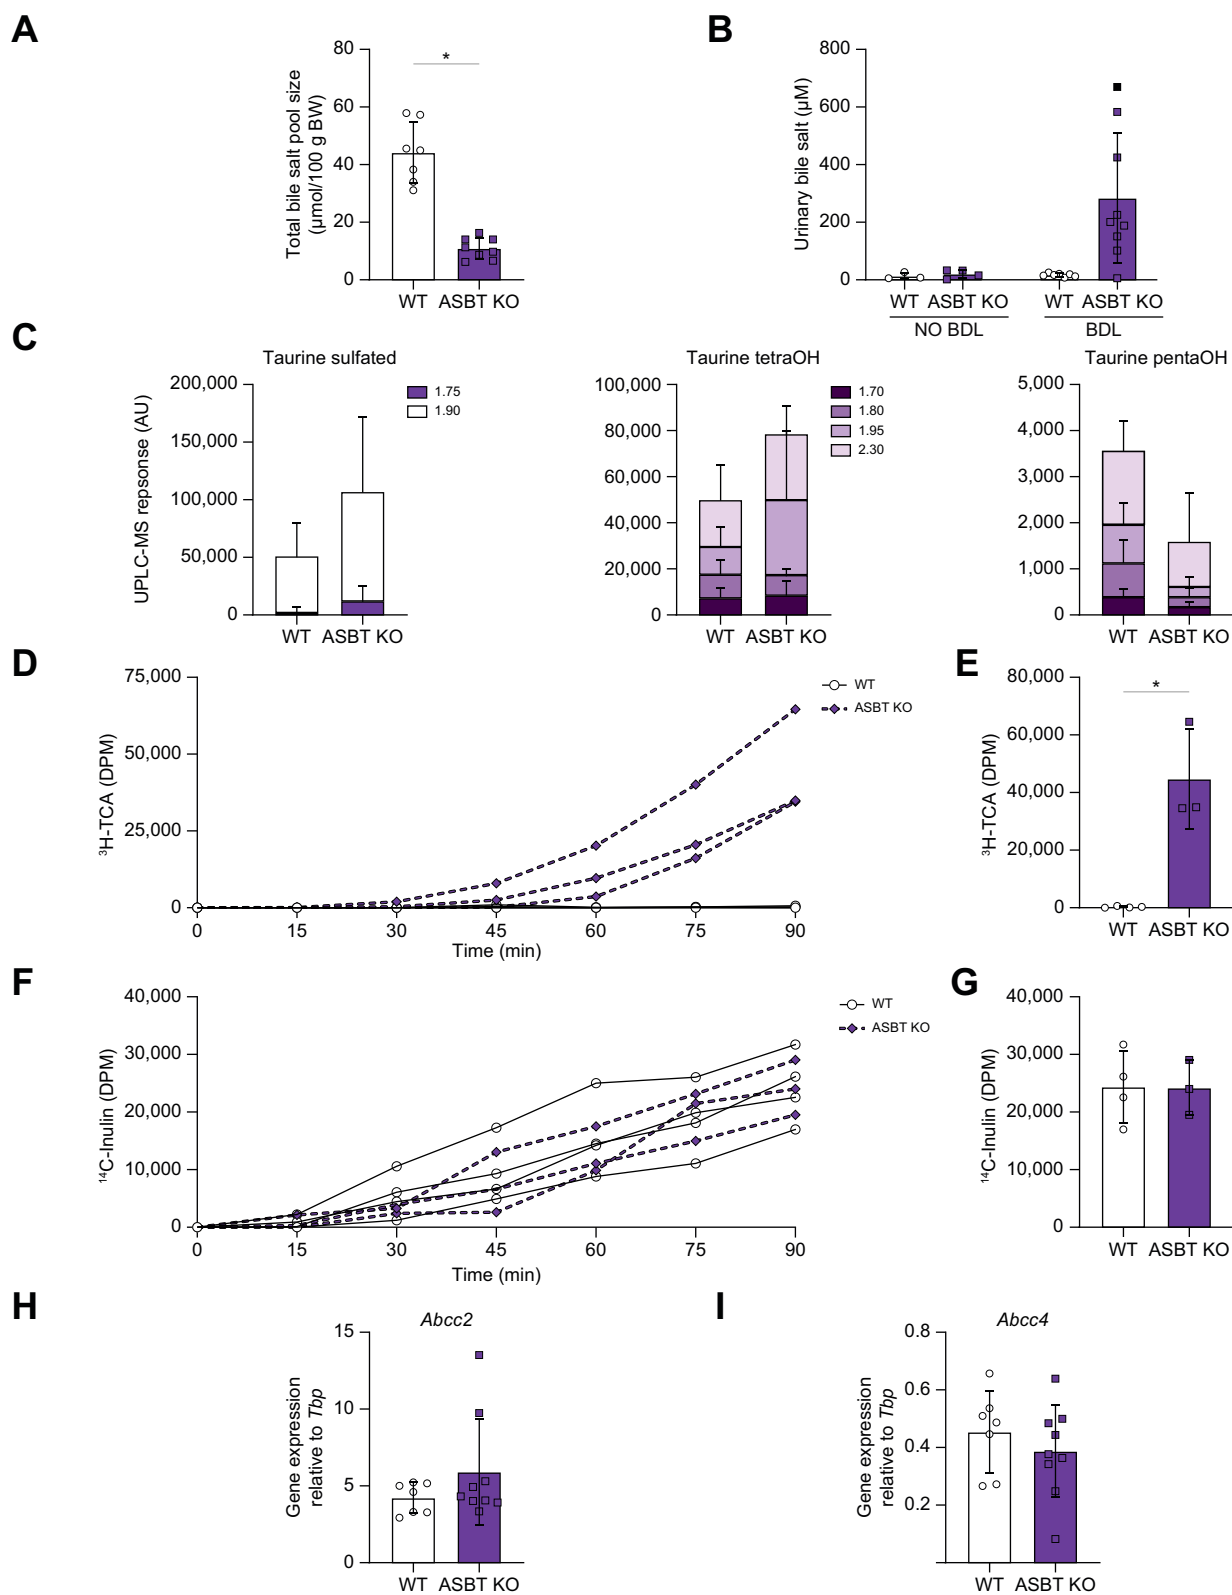 A
Total bile salt pool size
(µmol/100 g BW)
80
60
40
20
0
*
WT
ASBT KO
B
Urinary bile salt (µM)
800
600
400
200
0
WT ASBT KO
WT ASBT KO
NO BDL
BDL
C
Taurine sulfated
UPLC-MS repsonse (AU)
200,000
150,000
100,000
50,000
0
1.75
1.90
WT ASBT KO
Taurine tetraOH
100,000
80,000
60,000
40,000
20,000
0
1.70
1.80
1.95
2.30
WT ASBT KO
Taurine pentaOH
5,000
4,000
3,000
2,000
1,000
0
WT ASBT KO
D
³H-TCA (DPM)
75,000
50,000
25,000
0
WT
ASBT KO
0 15 30 45 60 75 90
Time (min)
E
³H-TCA (DPM)
80,000
60,000
40,000
20,000
0
*
WT ASBT KO
F
¹⁴C-Inulin (DPM)
40,000
30,000
20,000
10,000
0
WT
ASBT KO
0 15 30 45 60 75 90
Time (min)
G
¹⁴C-Inulin (DPM)
40,000
30,000
20,000
10,000
0
WT ASBT KO
H
Abcc2
Gene expression
relative to Tbp
15
10
5
0
WT ASBT KO
I
Abcc4
Gene expression
relative to Tbp
0.8
0.6
0.4
0.2
WT ASBT KO